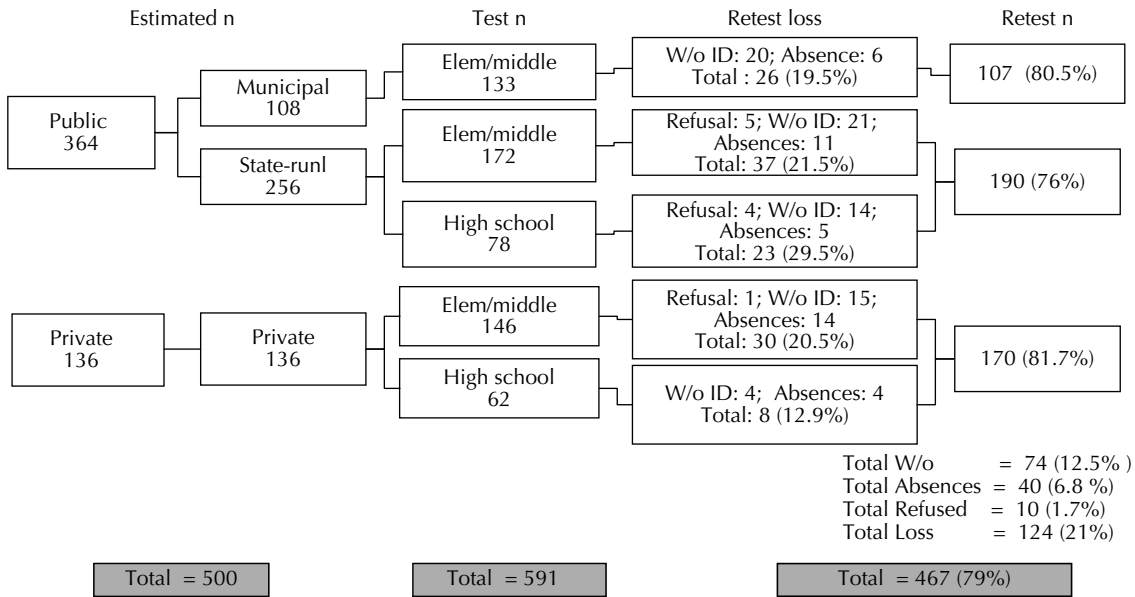 Estimated n
Test n
Retest loss
Retest n
Public
364
Municipal
108
State-runl
256
Elem/middle
133
Elem/middle
172
High school
78
W/o ID: 20; Absence: 6
Total : 26 (19.5%)
Refusal: 5; W/o ID: 21;
Absences: 11
Total: 37 (21.5%)
Refusal: 4; W/o ID: 14;
Absences: 5
Total: 23 (29.5%)
107 (80.5%)
190 (76%)
Private
136
Private
136
Elem/middle
146
High school
62
Refusal: 1; W/o ID: 15;
Absences: 14
Total: 30 (20.5%)
W/o ID: 4; Absences: 4
Total: 8 (12.9%)
170 (81.7%)
Total W/o = 74 (12.5% )
Total Absences = 40 (6.8 %)
Total Refused = 10 (1.7%)
Total Loss = 124 (21%)
Total = 500
Total = 591
Total = 467 (79%)